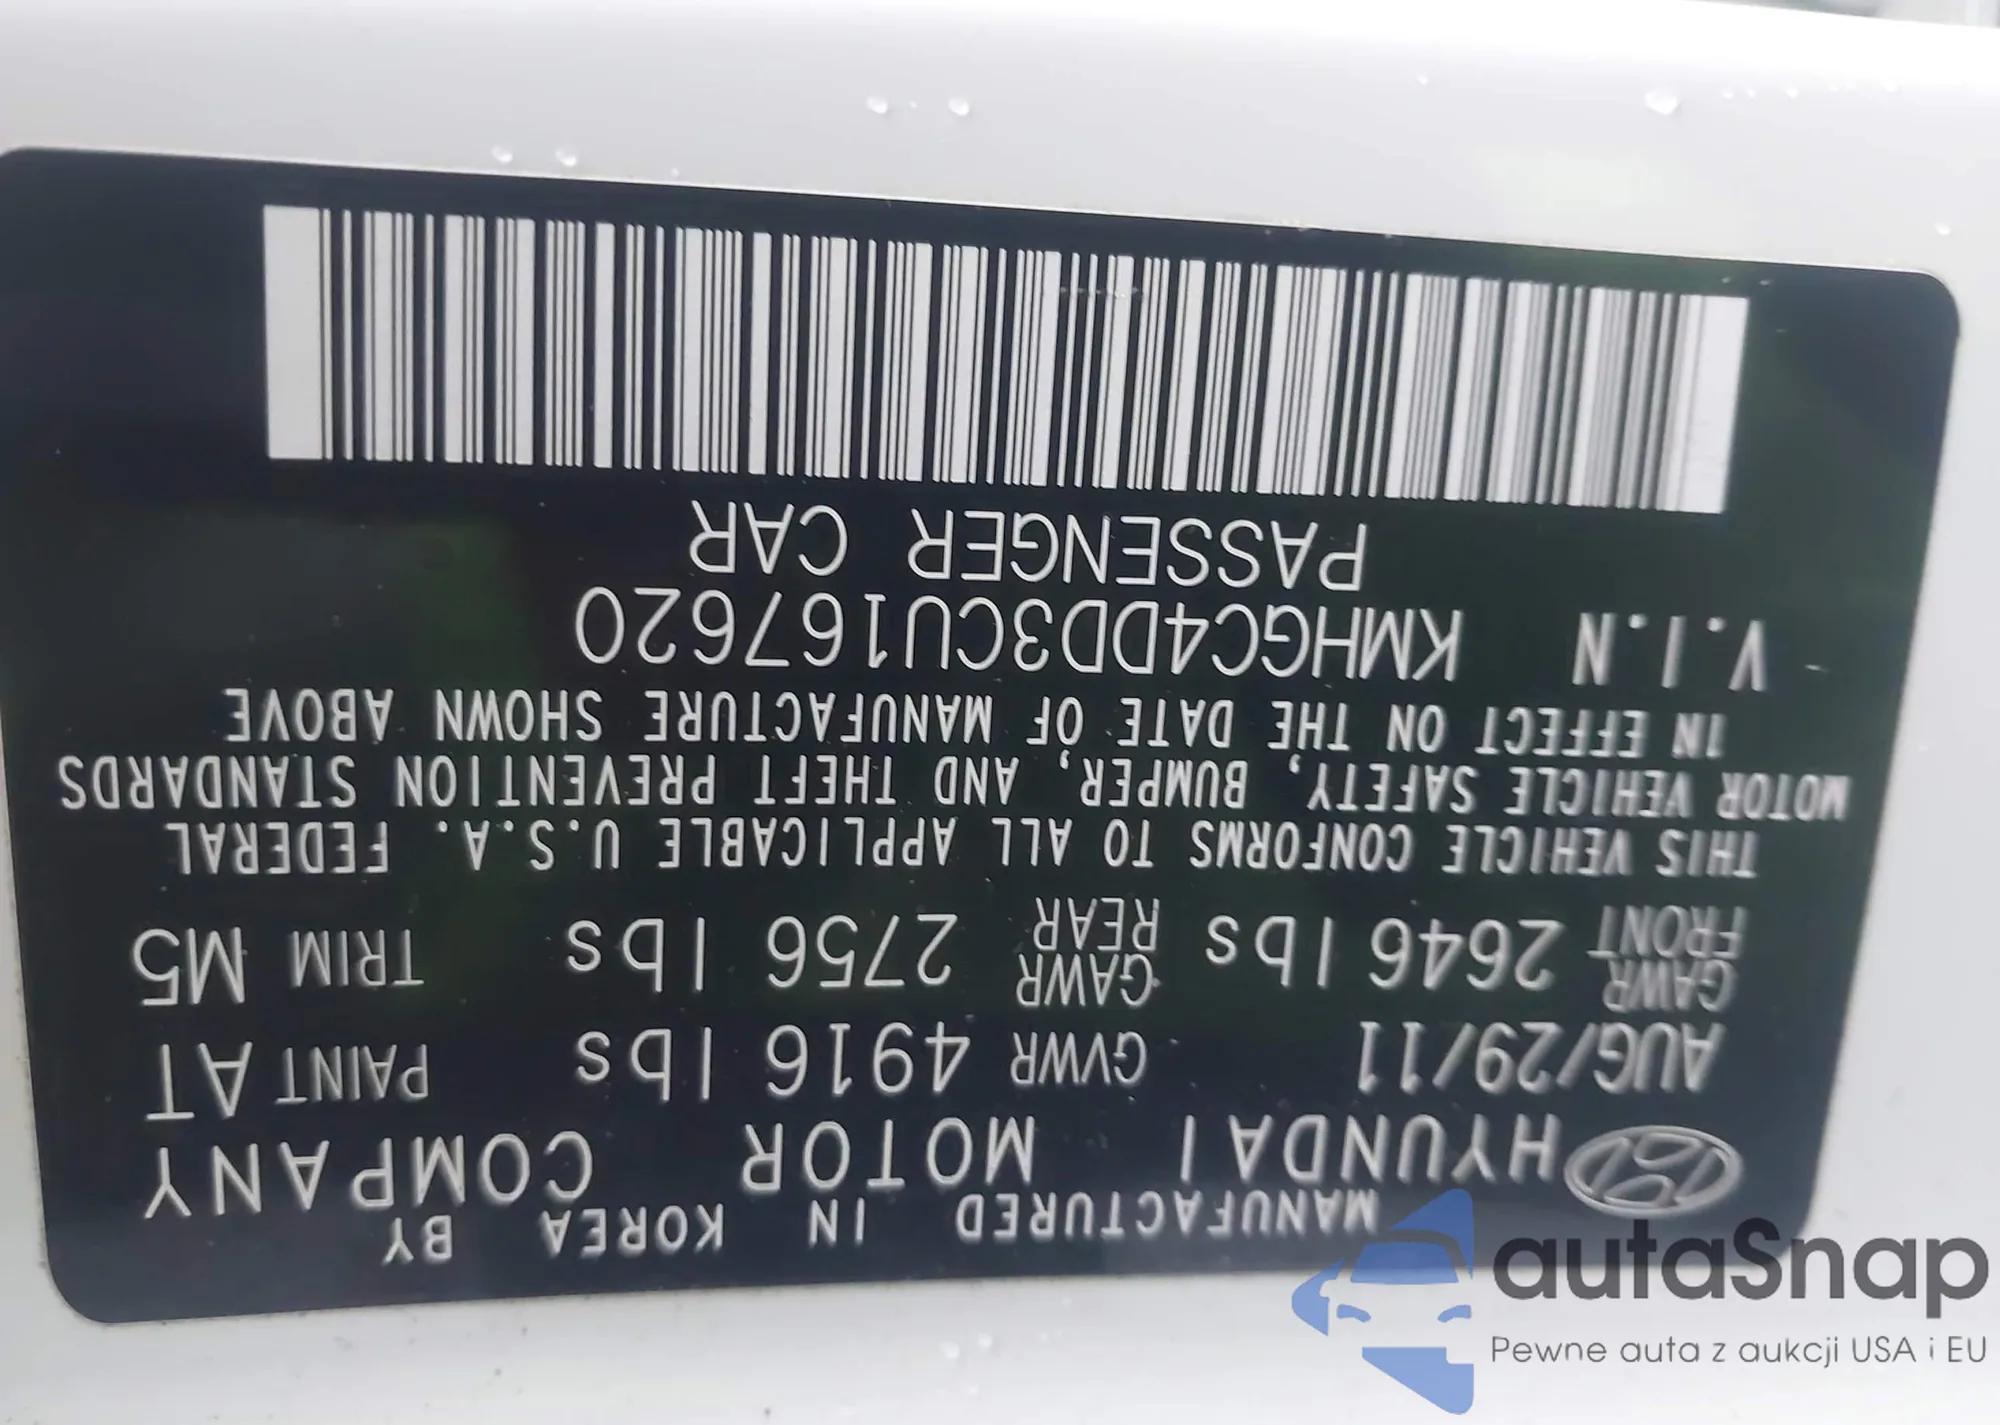 MANUFACTURED IN KOREA BY
HYUNDAI MOTOR COMPANY
AUG/29/11 GVWR 4916 lbs PAINT AT
GAWR FRONT 2646 lbs GAWR REAR 2756 lbs TRIM M5
THIS VEHICLE CONFORMS TO ALL APPLICABLE U.S.A. FEDERAL
MOTOR VEHICLE SAFETY, BUMPER, AND THEFT PREVENTION STANDARDS
IN EFFECT ON THE DATE OF MANUFACTURE SHOWN ABOVE
V.I.N KMHGC4DD3CU167620
PASSENGER CAR
autaSnap
Pewne auta z aukcji USA i EU